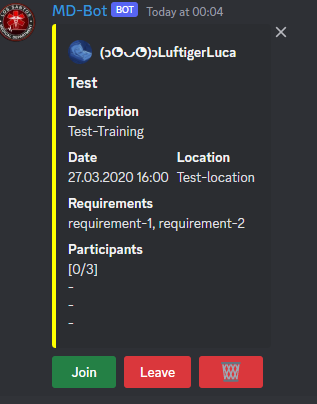 MD-Bot BOT Today at 00:04
(ɔ◔◡◔)ɔLuftigerLuca
Test
Description
Test-Training
Date Location
27.03.2020 16:00 Test-location
Requirements
requirement-1, requirement-2
Participants
[0/3]
-
-
-
Join Leave